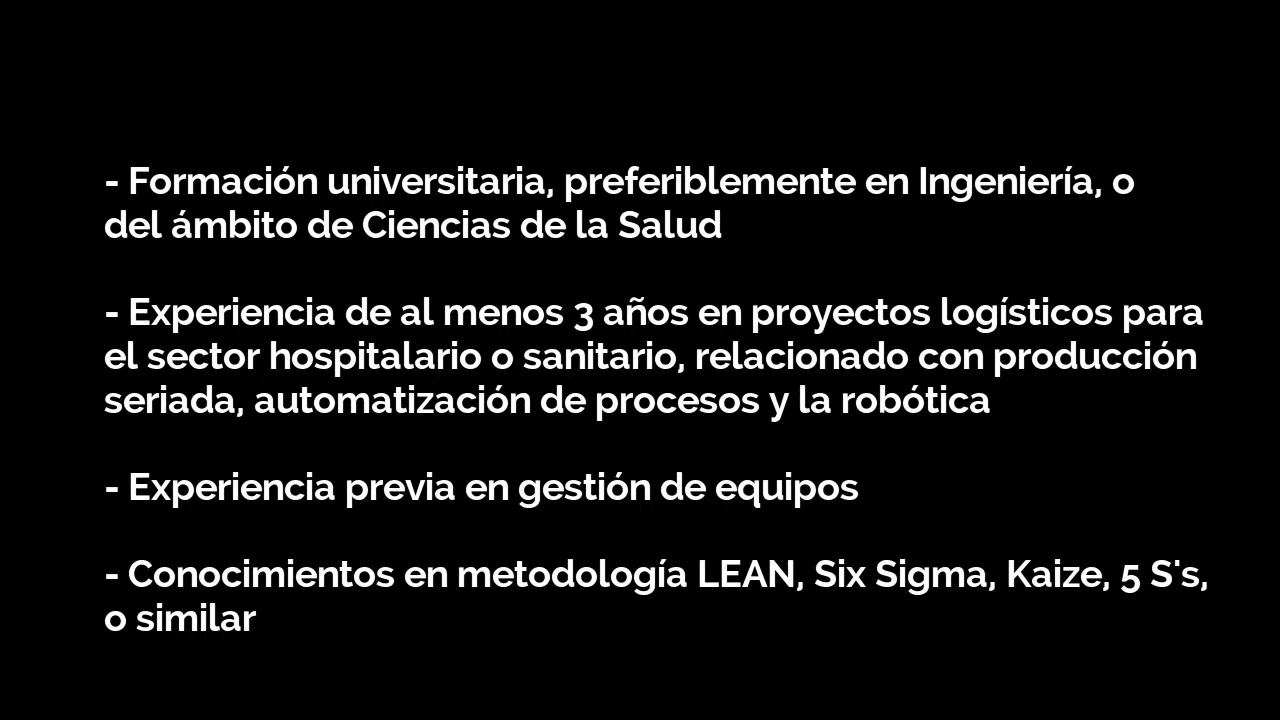 - Formación universitaria, preferiblemente en Ingeniería, o
del ámbito de Ciencias de la Salud
- Experiencia de al menos 3 años en proyectos logísticos para
el sector hospitalario o sanitario, relacionado con producción
seriada, automatización de procesos y la robótica
- Experiencia previa en gestión de equipos
- Conocimientos en metodología LEAN, Six Sigma, Kaize, 5 S's,
o similar